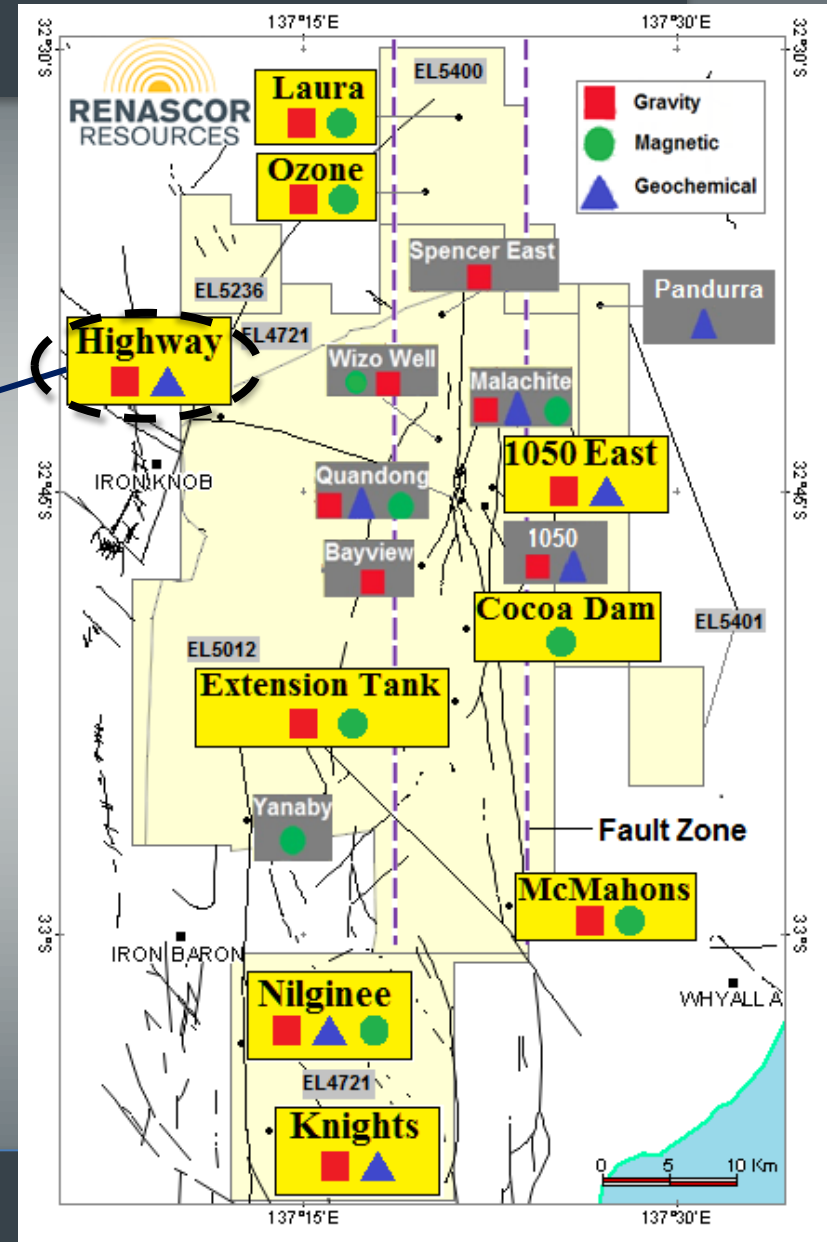 137°15'E
137°30'E
32°30'S
32°30'S
RENASCOR
RESOURCES
Laura
EL5400
Gravity
Magnetic
Geochemical
Ozone
Spencer East
EL5236
Pandurra
EL4721
Highway
Wizo Well
Malachite
1050 East
IRON KNOB
32°45'S
32°45'S
Quandong
1050
Bayview
Cocoa Dam
EL5401
EL5012
Extension Tank
Yanaby
Fault Zone
McMahons
33°S
33°S
IRON BARON
Nilginee
WHYALLA
EL4721
Knights
0 5 10 Km
137°15'E
137°30'E